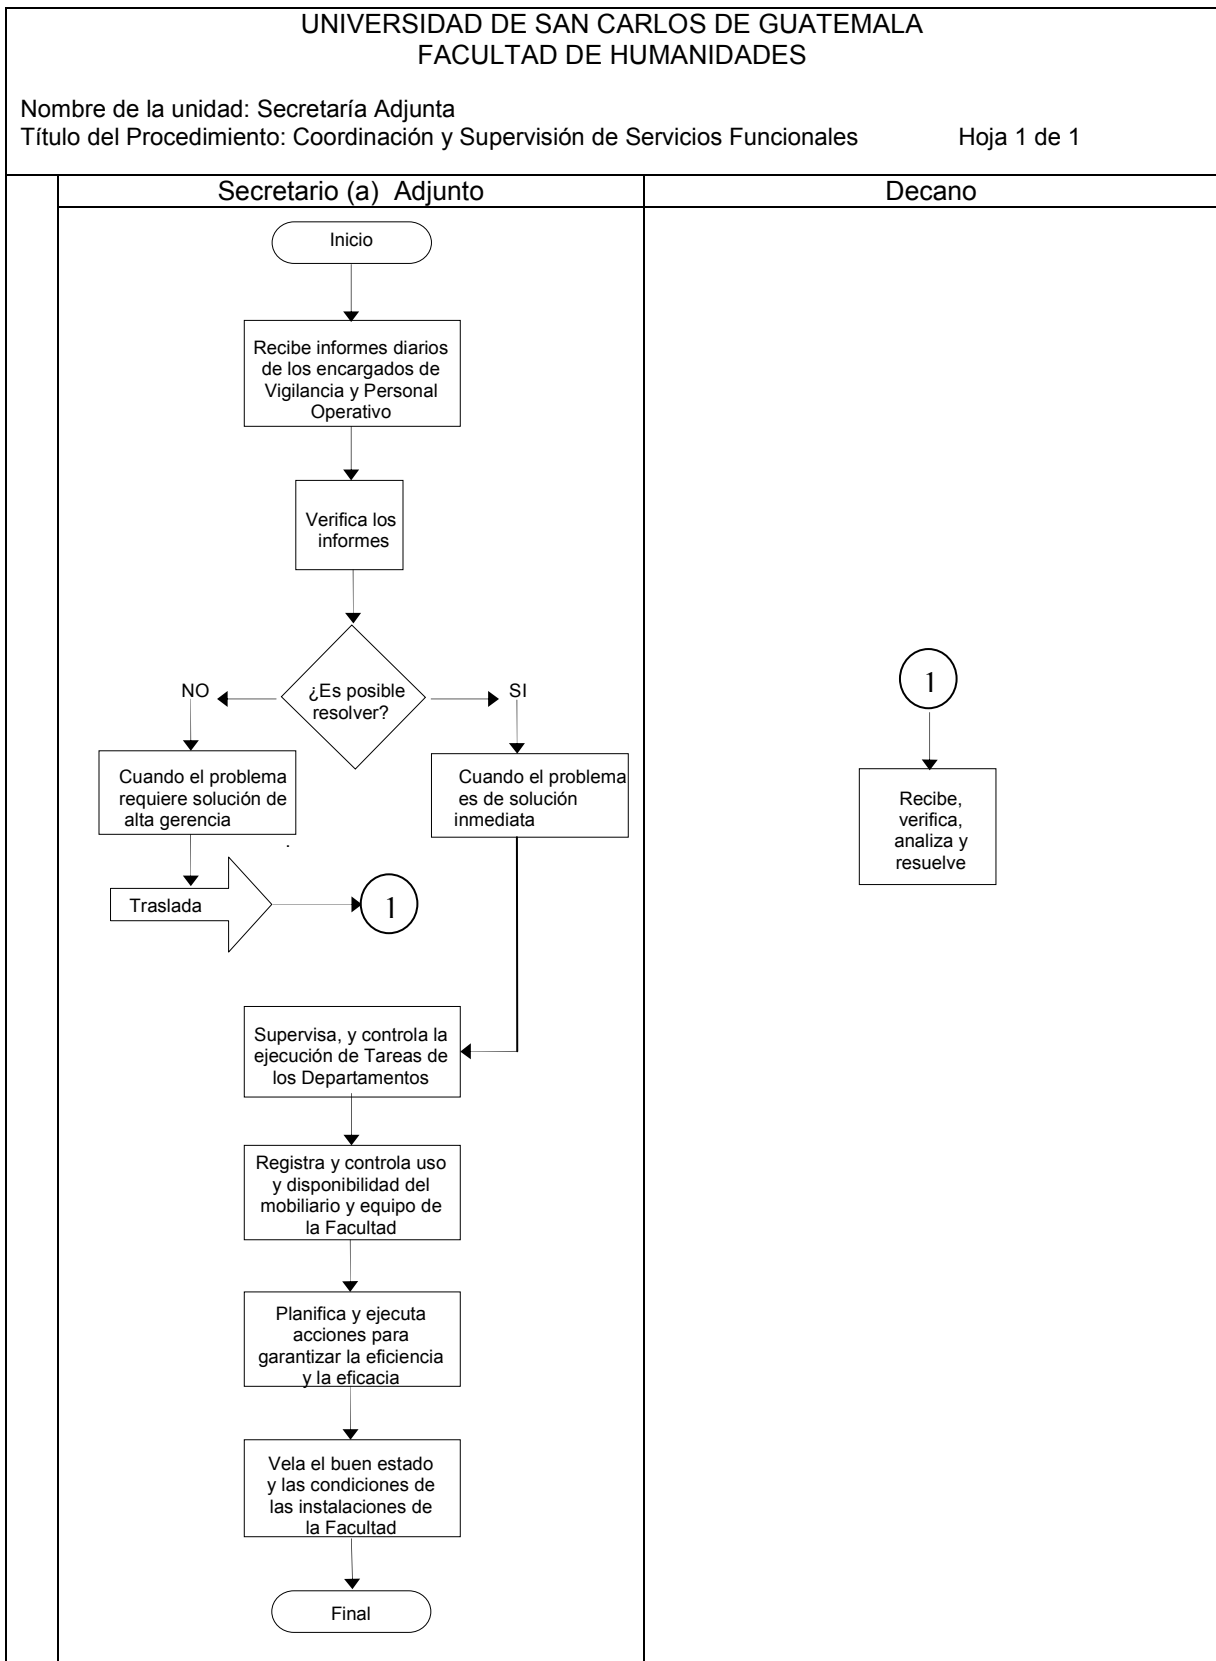 UNIVERSIDAD DE SAN CARLOS DE GUATEMALA
FACULTAD DE HUMANIDADES
Nombre de la unidad: Secretaría Adjunta
Título del Procedimiento: Coordinación y Supervisión de Servicios Funcionales Hoja 1 de 1
Secretario (a) Adjunto
Decano
Inicio
Recibe informes diarios
de los encargados de
Vigilancia y Personal
Operativo
Verifica los
informes
¿Es posible
resolver?
NO
SI
Cuando el problema
requiere solución de
alta gerencia
.
Cuando el problema
es de solución
inmediata
Traslada
1
Supervisa, y controla la
ejecución de Tareas de
los Departamentos
Registra y controla uso
y disponibilidad del
mobiliario y equipo de
la Facultad
Planifica y ejecuta
acciones para
garantizar la eficiencia
y la eficacia
Vela el buen estado
y las condiciones de
las instalaciones de
la Facultad
Final
1
Recibe,
verifica,
analiza y
resuelve